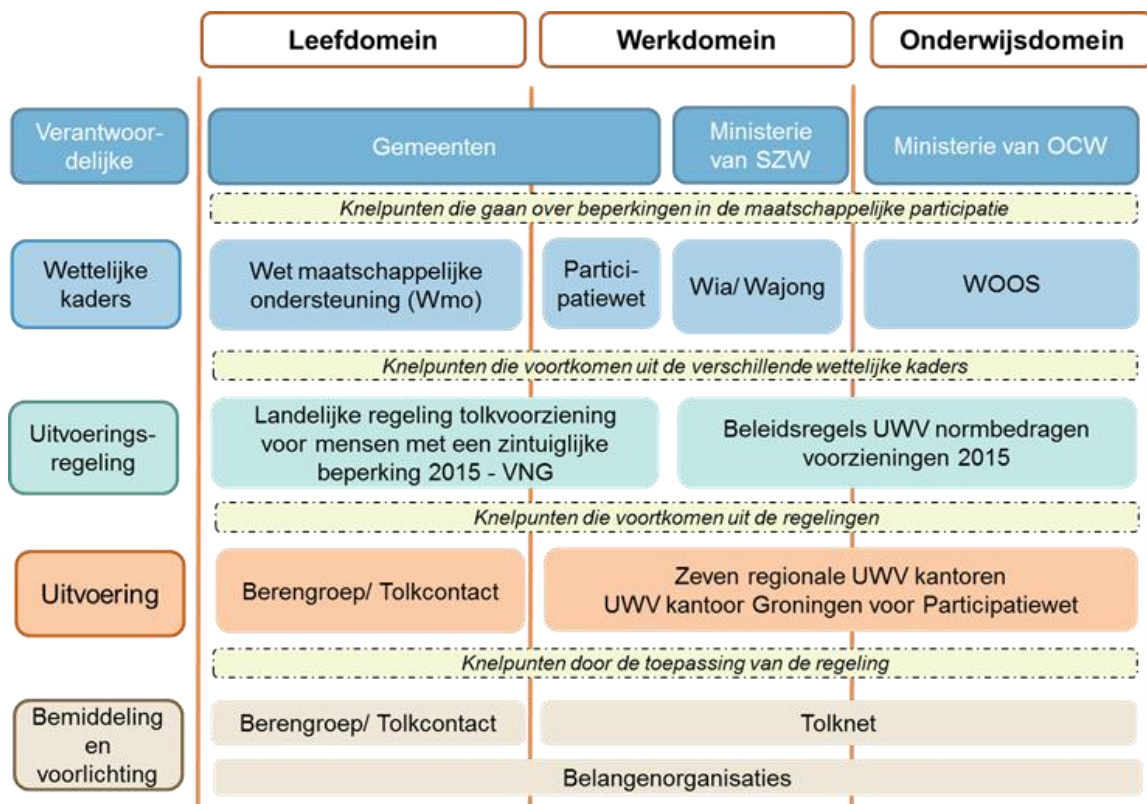 Leefdomein
Werkdomein
Onderwijsdomein
Verantwoor-
delijke
Gemeenten
Ministerie
van SZW
Ministerie van OCW
Knelpunten die gaan over beperkingen in de maatschappelijke participatie
Wettelijke
kaders
Wet maatschappelijke
ondersteuning (Wmo)
Partici-
patiewet
Wia/ Wajong
WOOS
Knelpunten die voortkomen uit de verschillende wettelijke kaders
Uitvoerings-
regeling
Landelijke regeling tolkvoorziening
voor mensen met een zintuiglijke
beperking 2015 - VNG
Beleidsregels UWV normbedragen
voorzieningen 2015
Knelpunten die voortkomen uit de regelingen
Uitvoering
Berengroep/ Tolkcontact
Zeven regionale UWV kantoren
UWV kantoor Groningen voor Participatiewet
Knelpunten door de toepassing van de regeling
Bemiddeling
en
voorlichting
Berengroep/ Tolkcontact
Tolknet
Belangenorganisaties